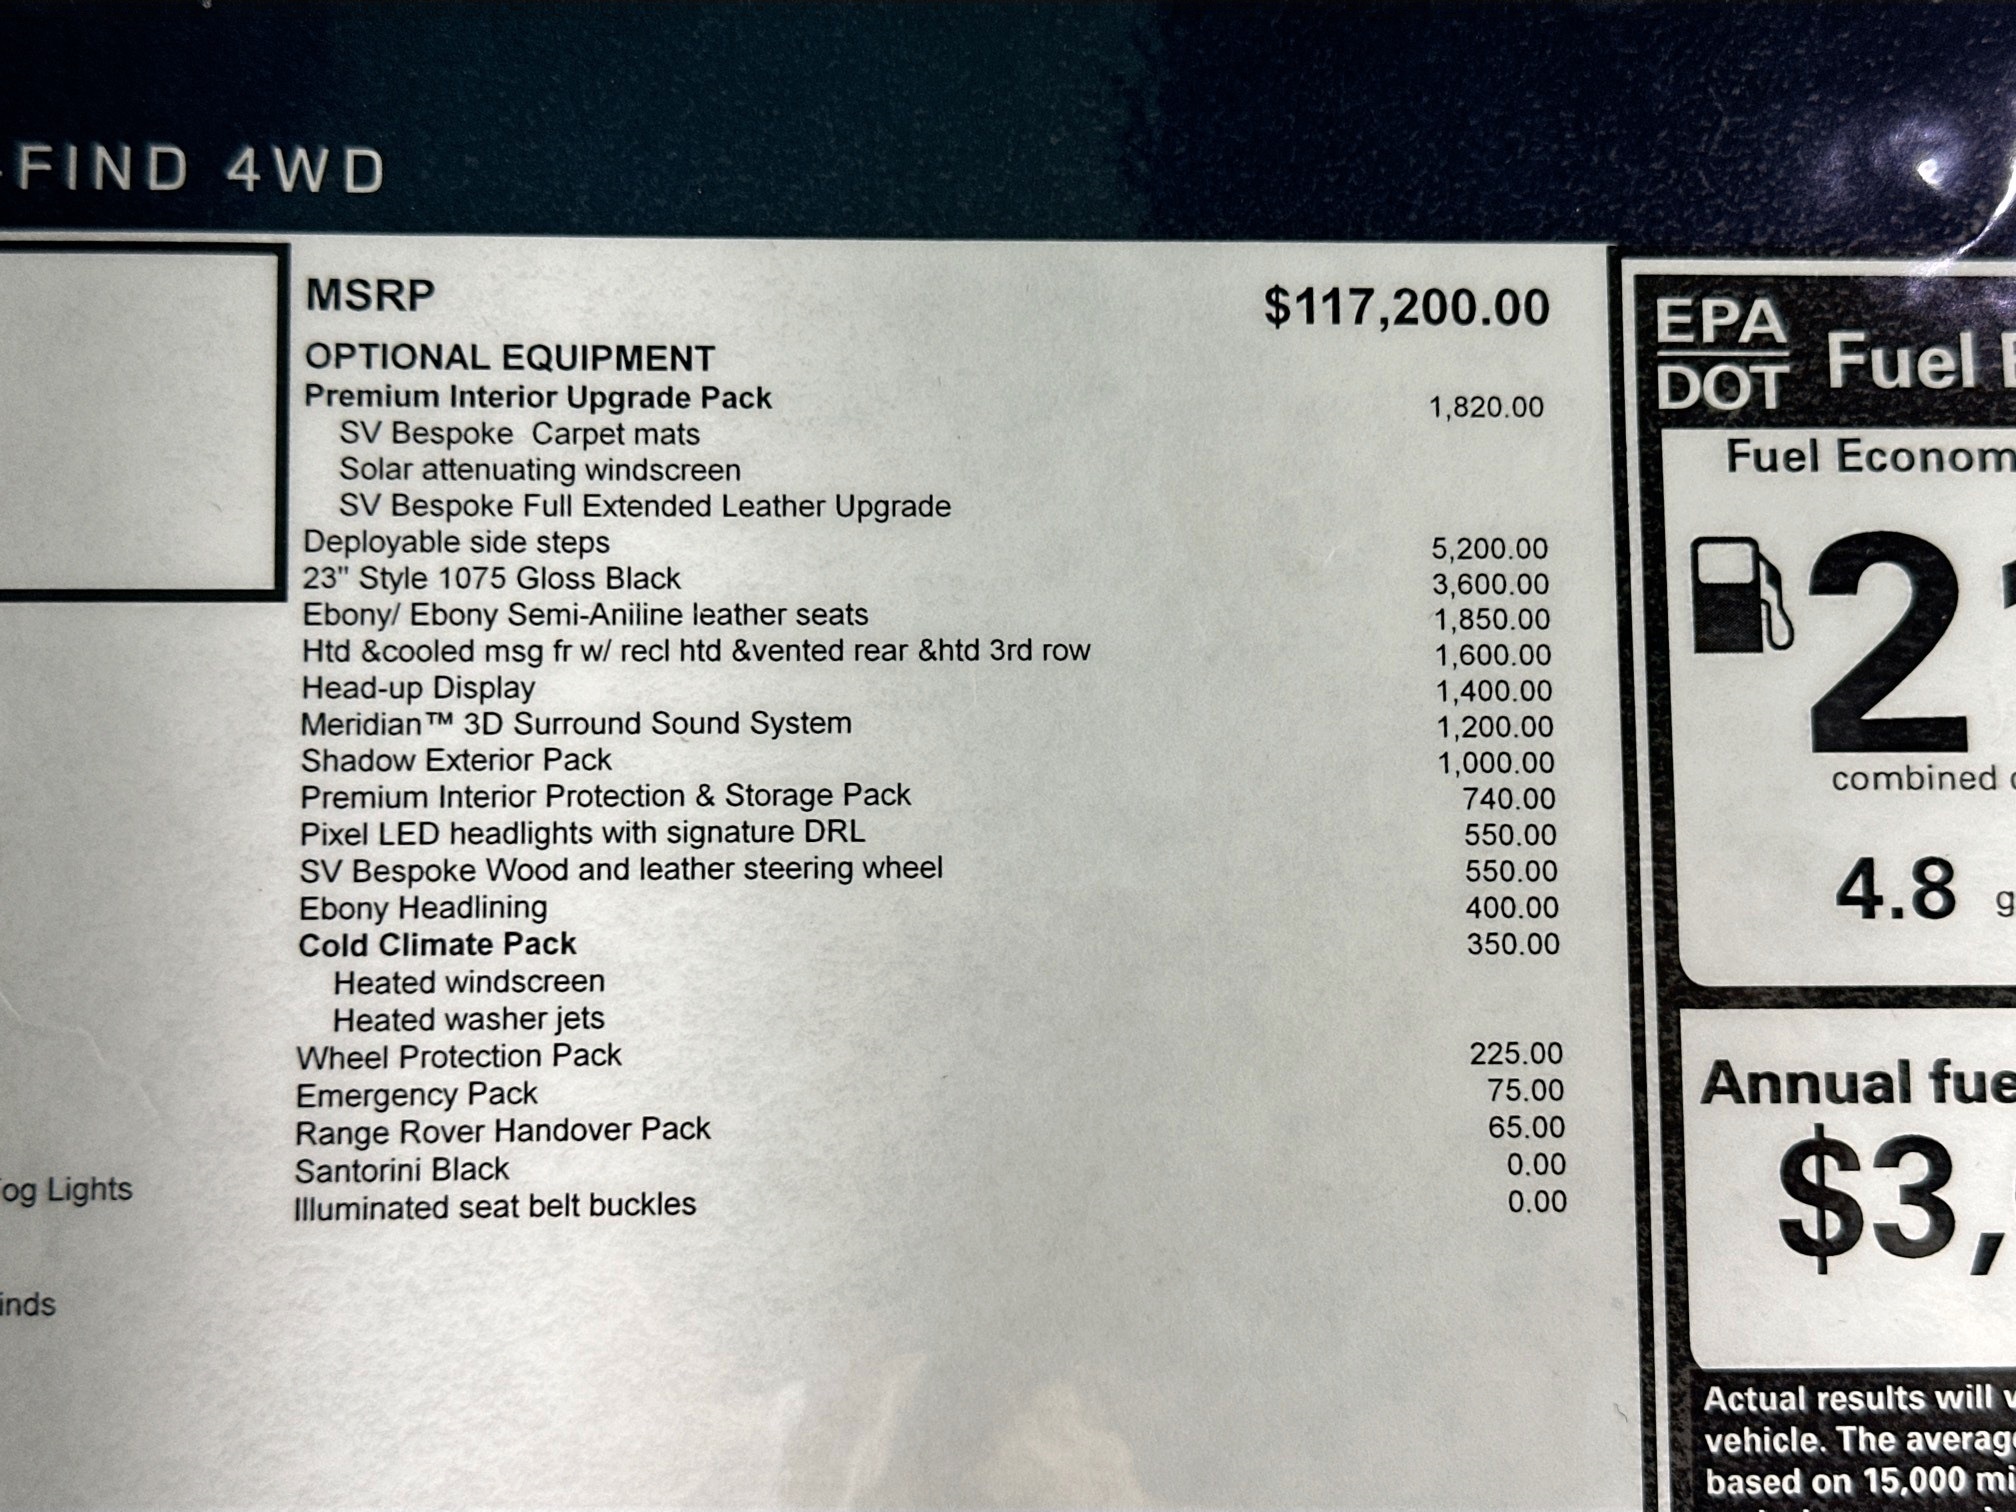 FIND 4WD
MSRP $117,200.00
OPTIONAL EQUIPMENT
Premium Interior Upgrade Pack 1,820.00
SV Bespoke Carpet mats
Solar attenuating windscreen
SV Bespoke Full Extended Leather Upgrade
Deployable side steps 5,200.00
23" Style 1075 Gloss Black 3,600.00
Ebony/ Ebony Semi-Aniline leather seats 1,850.00
Htd &cooled msg fr w/ recl htd &vented rear &htd 3rd row 1,600.00
Head-up Display 1,400.00
Meridian™ 3D Surround Sound System 1,200.00
Shadow Exterior Pack 1,000.00
Premium Interior Protection & Storage Pack 740.00
Pixel LED headlights with signature DRL 550.00
SV Bespoke Wood and leather steering wheel 550.00
Ebony Headlining 400.00
Cold Climate Pack 350.00
Heated windscreen
Heated washer jets
Wheel Protection Pack 225.00
Emergency Pack 75.00
Range Rover Handover Pack 65.00
Santorini Black 0.00
Illuminated seat belt buckles 0.00
og Lights
inds
EPA
DOT
Fuel
Fuel Econom
2
combined
4.8 g
Annual fue
$3,
Actual results will v
vehicle. The averag
based on 15,000 mi